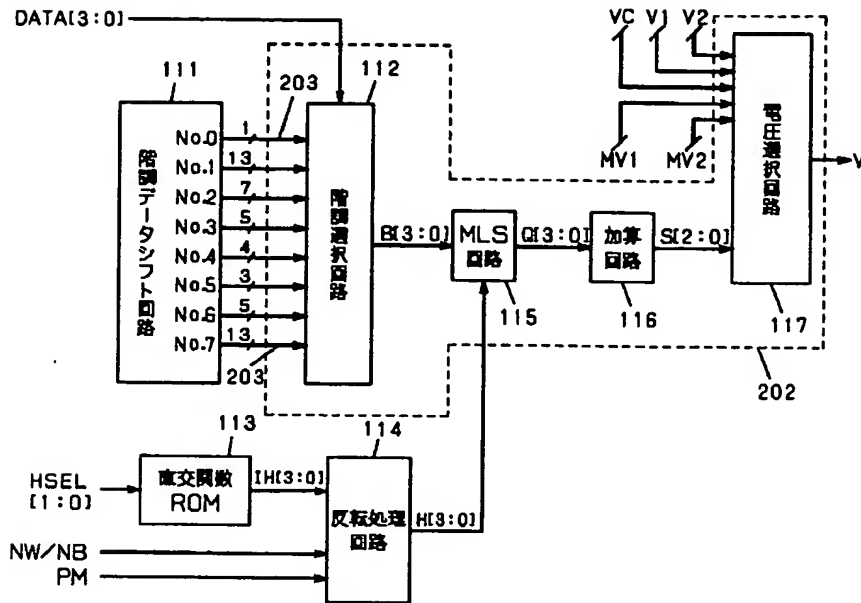 DATA[3:0]
VC V1 V2
MV1 MV2
111
203
112
No.0 1
No.1 13
No.2 7
No.3 5
No.4 4
No.5 3
No.6 5
No.7 13
203
階調データシフト回路
階調選択回路
B[3:0]
MLS
回路
115
Q[3:0]
加算
回路
116
S[2:0]
電圧選択回路
117
V
202
113
HSEL
[1:0]
直交関数
ROM
IH[3:0]
114
反転処理
回路
H[3:0]
NW/NB
PM